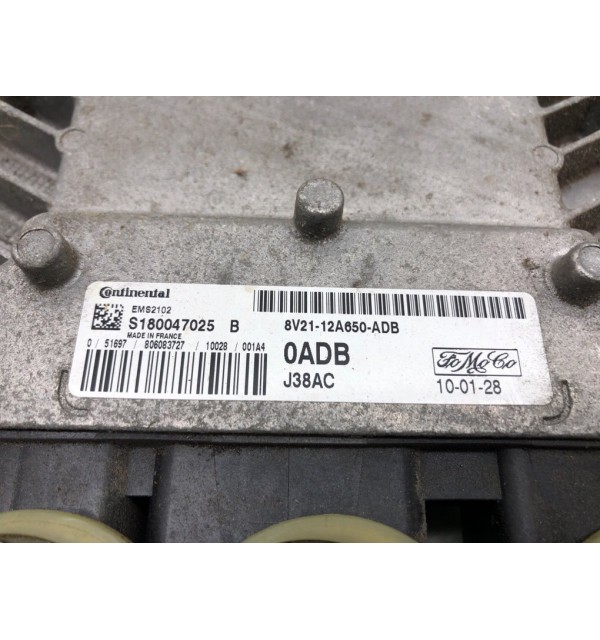 Continental
EMS2102
S180047025 B
MADE IN FRANCE
0 / 51697 / 806083727 / 10028 / 001A4
8V21-12A650-ADB
0ADB
J38AC
FoMoCo
10-01-28